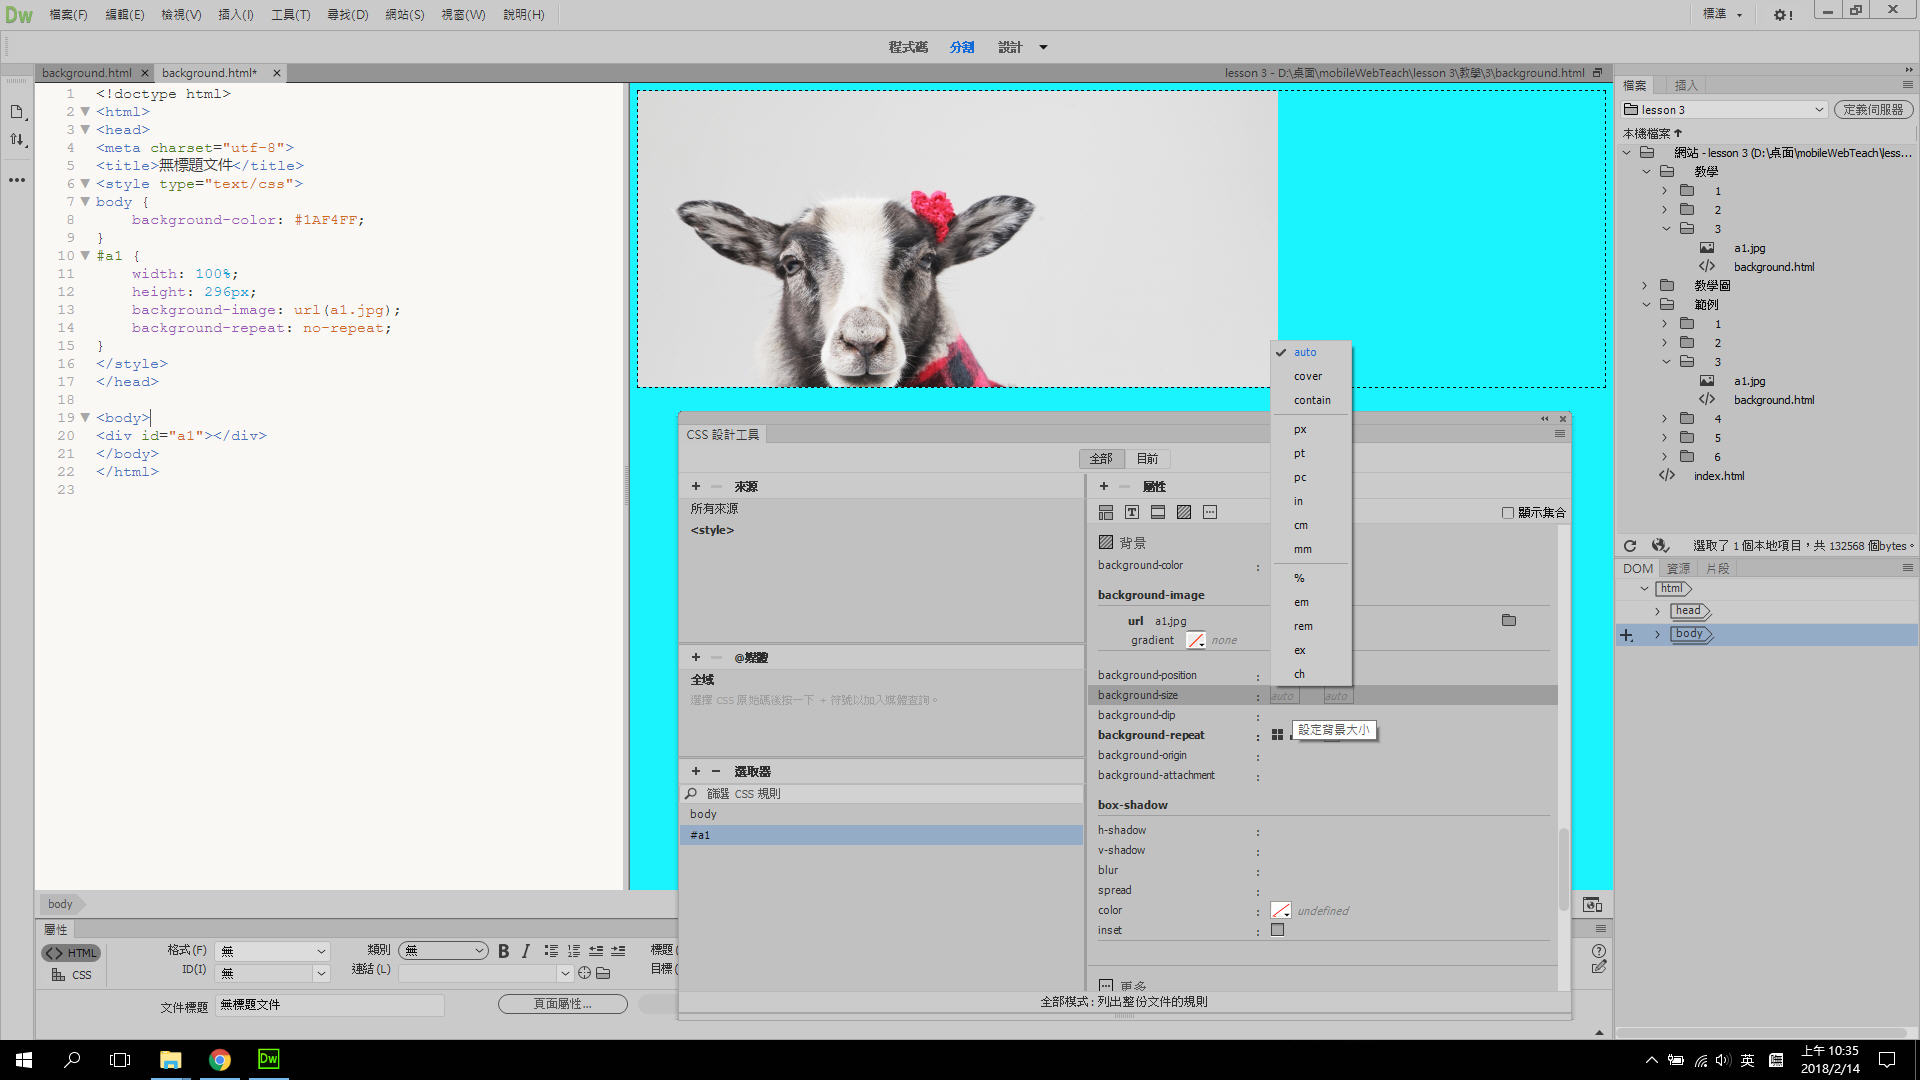 Dw 檔案(F) 編輯(E) 檢視(V) 插入(I) 工具(T) 尋找(D) 網站(S) 視窗(W) 說明(H) 標準
程式碼 分割 設計
background.html background.html* lesson 3 - D:\桌面\mobileWebTeach\lesson 3\教學\3\background.html
1 <!doctype html>
2 <html>
3 <head>
4 <meta charset="utf-8">
5 <title>無標題文件</title>
6 <style type="text/css">
7 body {
8 background-color: #1AF4FF;
9 }
10 #a1 {
11 width: 100%;
12 height: 296px;
13 background-image: url(a1.jpg);
14 background-repeat: no-repeat;
15 }
16 </style>
17 </head>
18
19 <body>
20 <div id="a1"></div>
21 </body>
22 </html>
23
auto
cover
contain
px
pt
pc
in
cm
mm
%
em
rem
ex
ch
CSS 設計工具
全部 目前
來源
所有來源
<style>
@媒體
全域
選擇 CSS 原始碼後按一下 + 符號以加入媒體查詢。
選取器
篩選 CSS 規則
body
#a1
屬性
顯示集合
背景
background-color :
background-image
url a1.jpg
gradient none
background-position :
background-size : auto auto
background-clip :
設定背景大小
background-repeat :
background-origin :
background-attachment :
box-shadow
h-shadow :
v-shadow :
blur :
spread :
color : undefined
inset :
更多
全部模式 : 列出整份文件的規則
body
屬性
HTML
CSS
格式(F) 無
ID(I) 無
類別 無
連結(L)
B I
標題(
目標(
文件標題 無標題文件
頁面屬性...
檔案 插入
lesson 3 定義伺服器
本機檔案
網站 - lesson 3 (D:\桌面\mobileWebTeach\less...
教學
1
2
3
a1.jpg
background.html
教學圖
範例
1
2
3
a1.jpg
background.html
4
5
6
index.html
選取了 1 個本地項目，共 132568 個bytes。
DOM 資源 片段
html
head
body
Dw
英
上午 10:35
2018/2/14